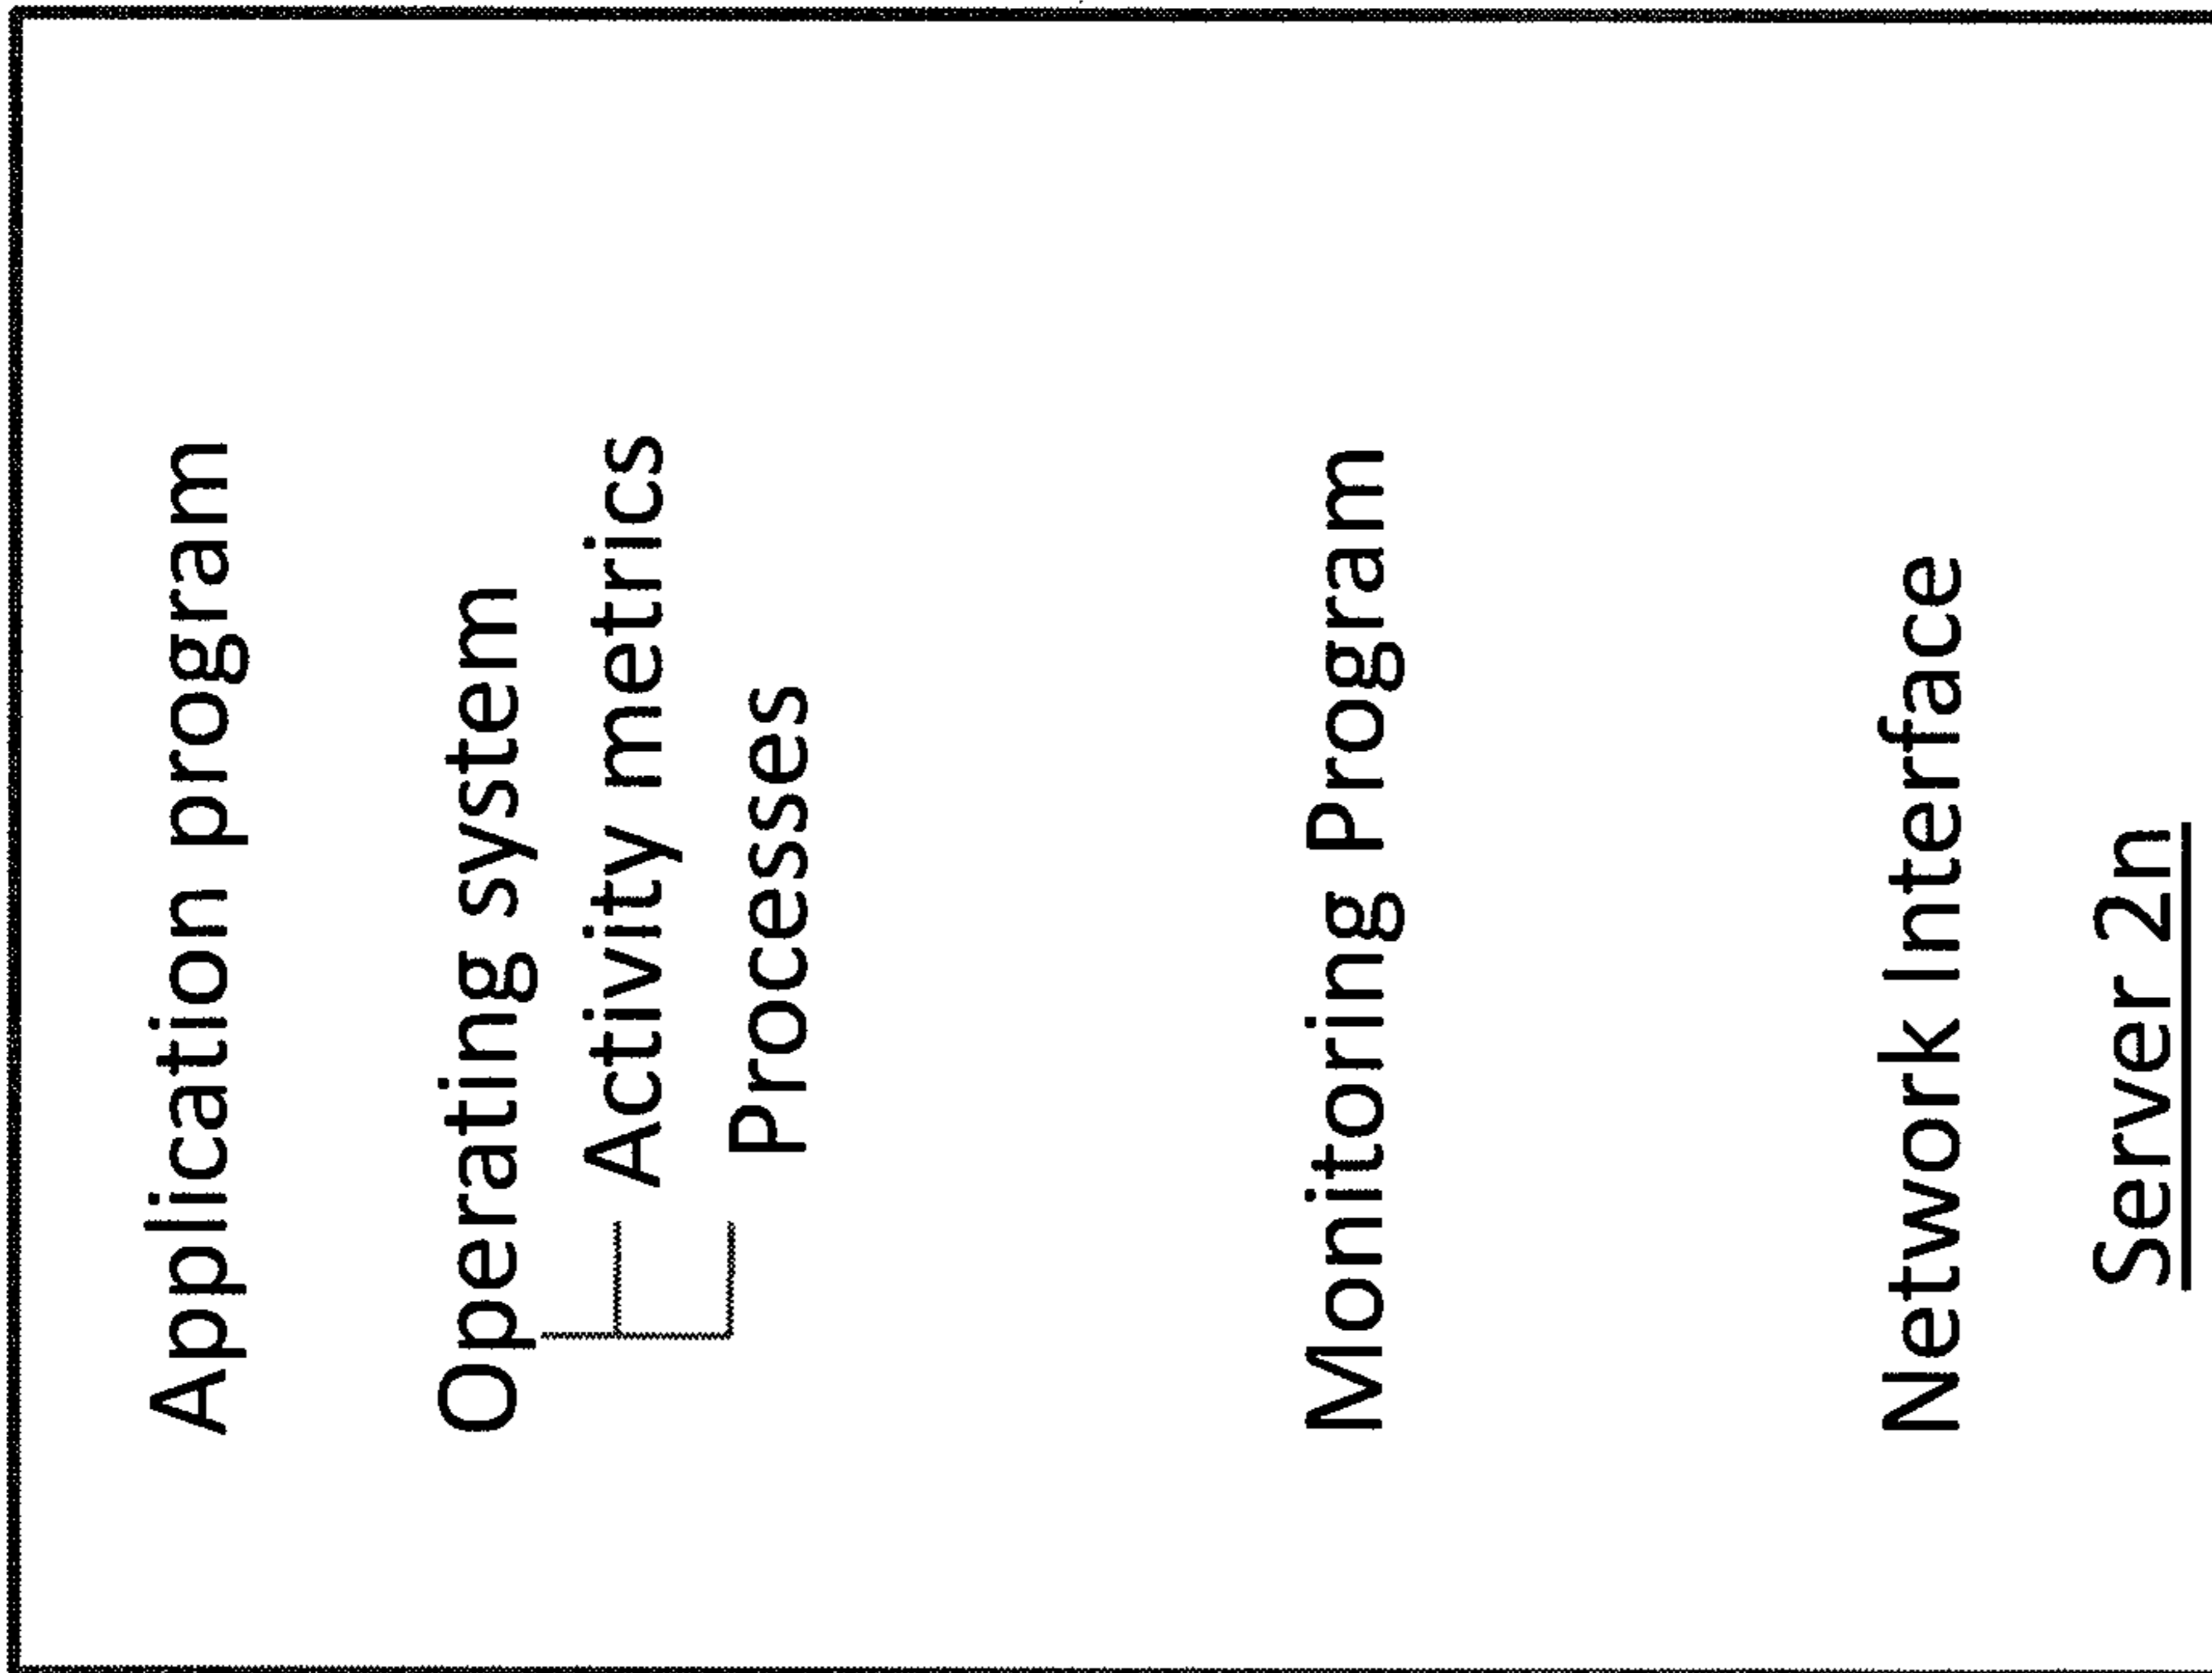 Application program
Operating system
Activity metrics
Processes
Monitoring Program
Network Interface
Server 2n